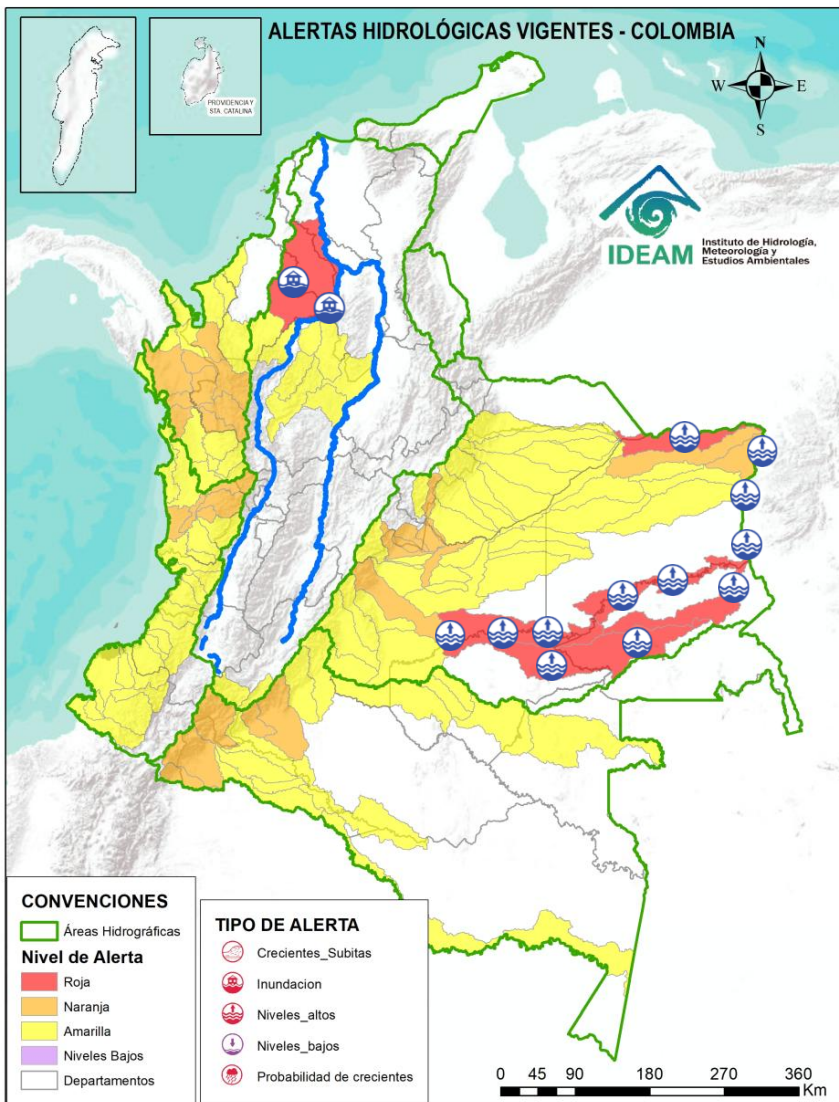 ALERTAS HIDROLÓGICAS VIGENTES - COLOMBIA
PROVIDENCIA Y
STA. CATALINA
N
W E
S
IDEAM
Instituto de Hidrología,
Meteorología y
Estudios Ambientales
CONVENCIONES
Áreas Hidrográficas
Nivel de Alerta
Roja
Naranja
Amarilla
Niveles Bajos
Departamentos
TIPO DE ALERTA
Crecientes_Subitas
Inundacion
Niveles_altos
Niveles_bajos
Probabilidad de crecientes
0 45 90 180 270 360
Km